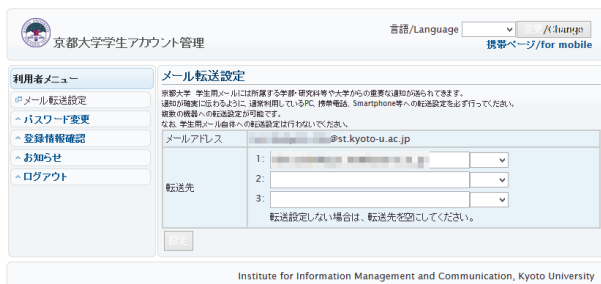 京都大学学生アカウント管理
言語/Language
/Change
携帯ページ/for mobile
利用者メニュー
メール転送設定
パスワード変更
登録情報確認
お知らせ
ログアウト
メール転送設定
京都大学 学生用メールには所属する学部・研究科等や大学からの重要な通知が送られてきます。
通知が確実に伝わるように、通常利用しているPC、携帯電話、Smartphone等への転送設定を必ず行ってください。
複数の機器への転送設定が可能です。
なお、学生用メール自体への転送設定は行わないでください。
メールアドレス
@st.kyoto-u.ac.jp
転送先
1:
2:
3:
転送設定しない場合は、転送先を空にしてください。
設定
Institute for Information Management and Communication, Kyoto University